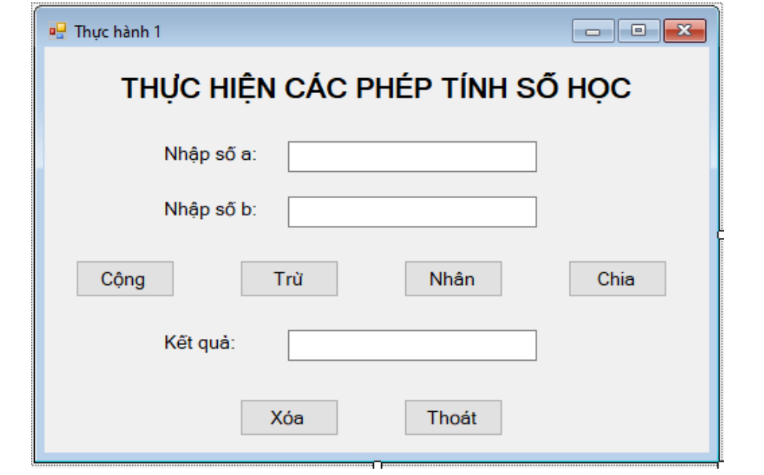 Thực hành 1
THỰC HIỆN CÁC PHÉP TÍNH SỐ HỌC
Nhập số a:
Nhập số b:
Cộng Trừ Nhân Chia
Kết quả:
Xóa Thoát